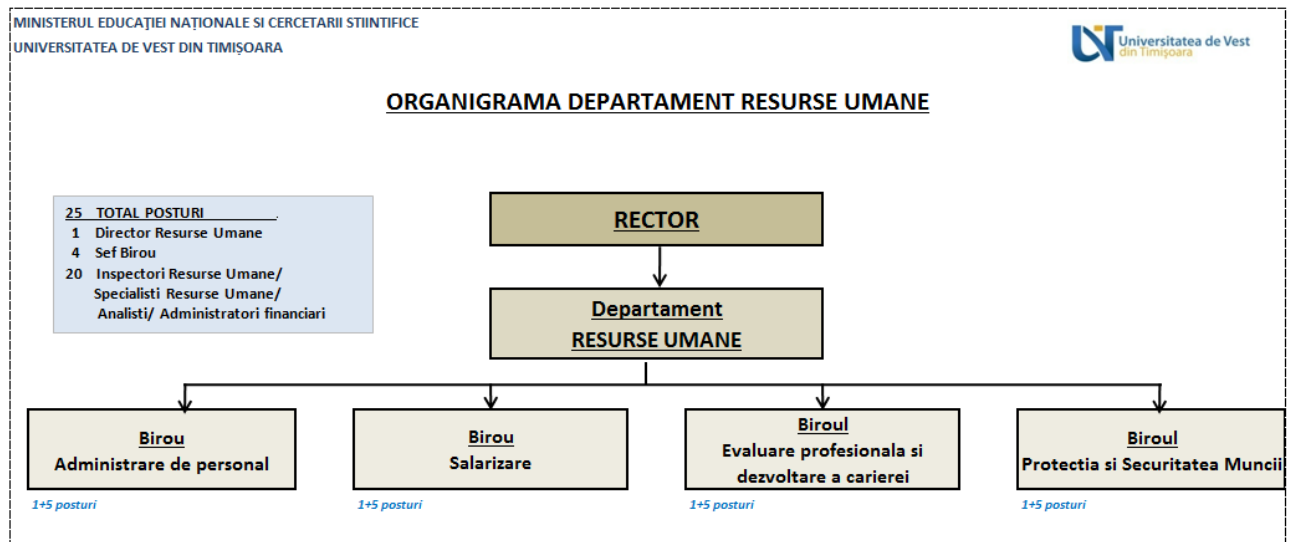 MINISTERUL EDUCAŢIEI NAȚIONALE SI CERCETARII STIINTIFICE
UNIVERSITATEA DE VEST DIN TIMIȘOARA
Universitatea de Vest
din Timișoara
ORGANIGRAMA DEPARTAMENT RESURSE UMANE
25 TOTAL POSTURI .
1 Director Resurse Umane
4 Sef Birou
20 Inspectori Resurse Umane/
Specialisti Resurse Umane/
Analisti/ Administratori financiari
RECTOR
Departament
RESURSE UMANE
Birou
Administrare de personal
1+5 posturi
Birou
Salarizare
1+5 posturi
Biroul
Evaluare profesionala si
dezvoltare a carierei
1+5 posturi
Biroul
Protectia si Securitatea Muncii
1+5 posturi